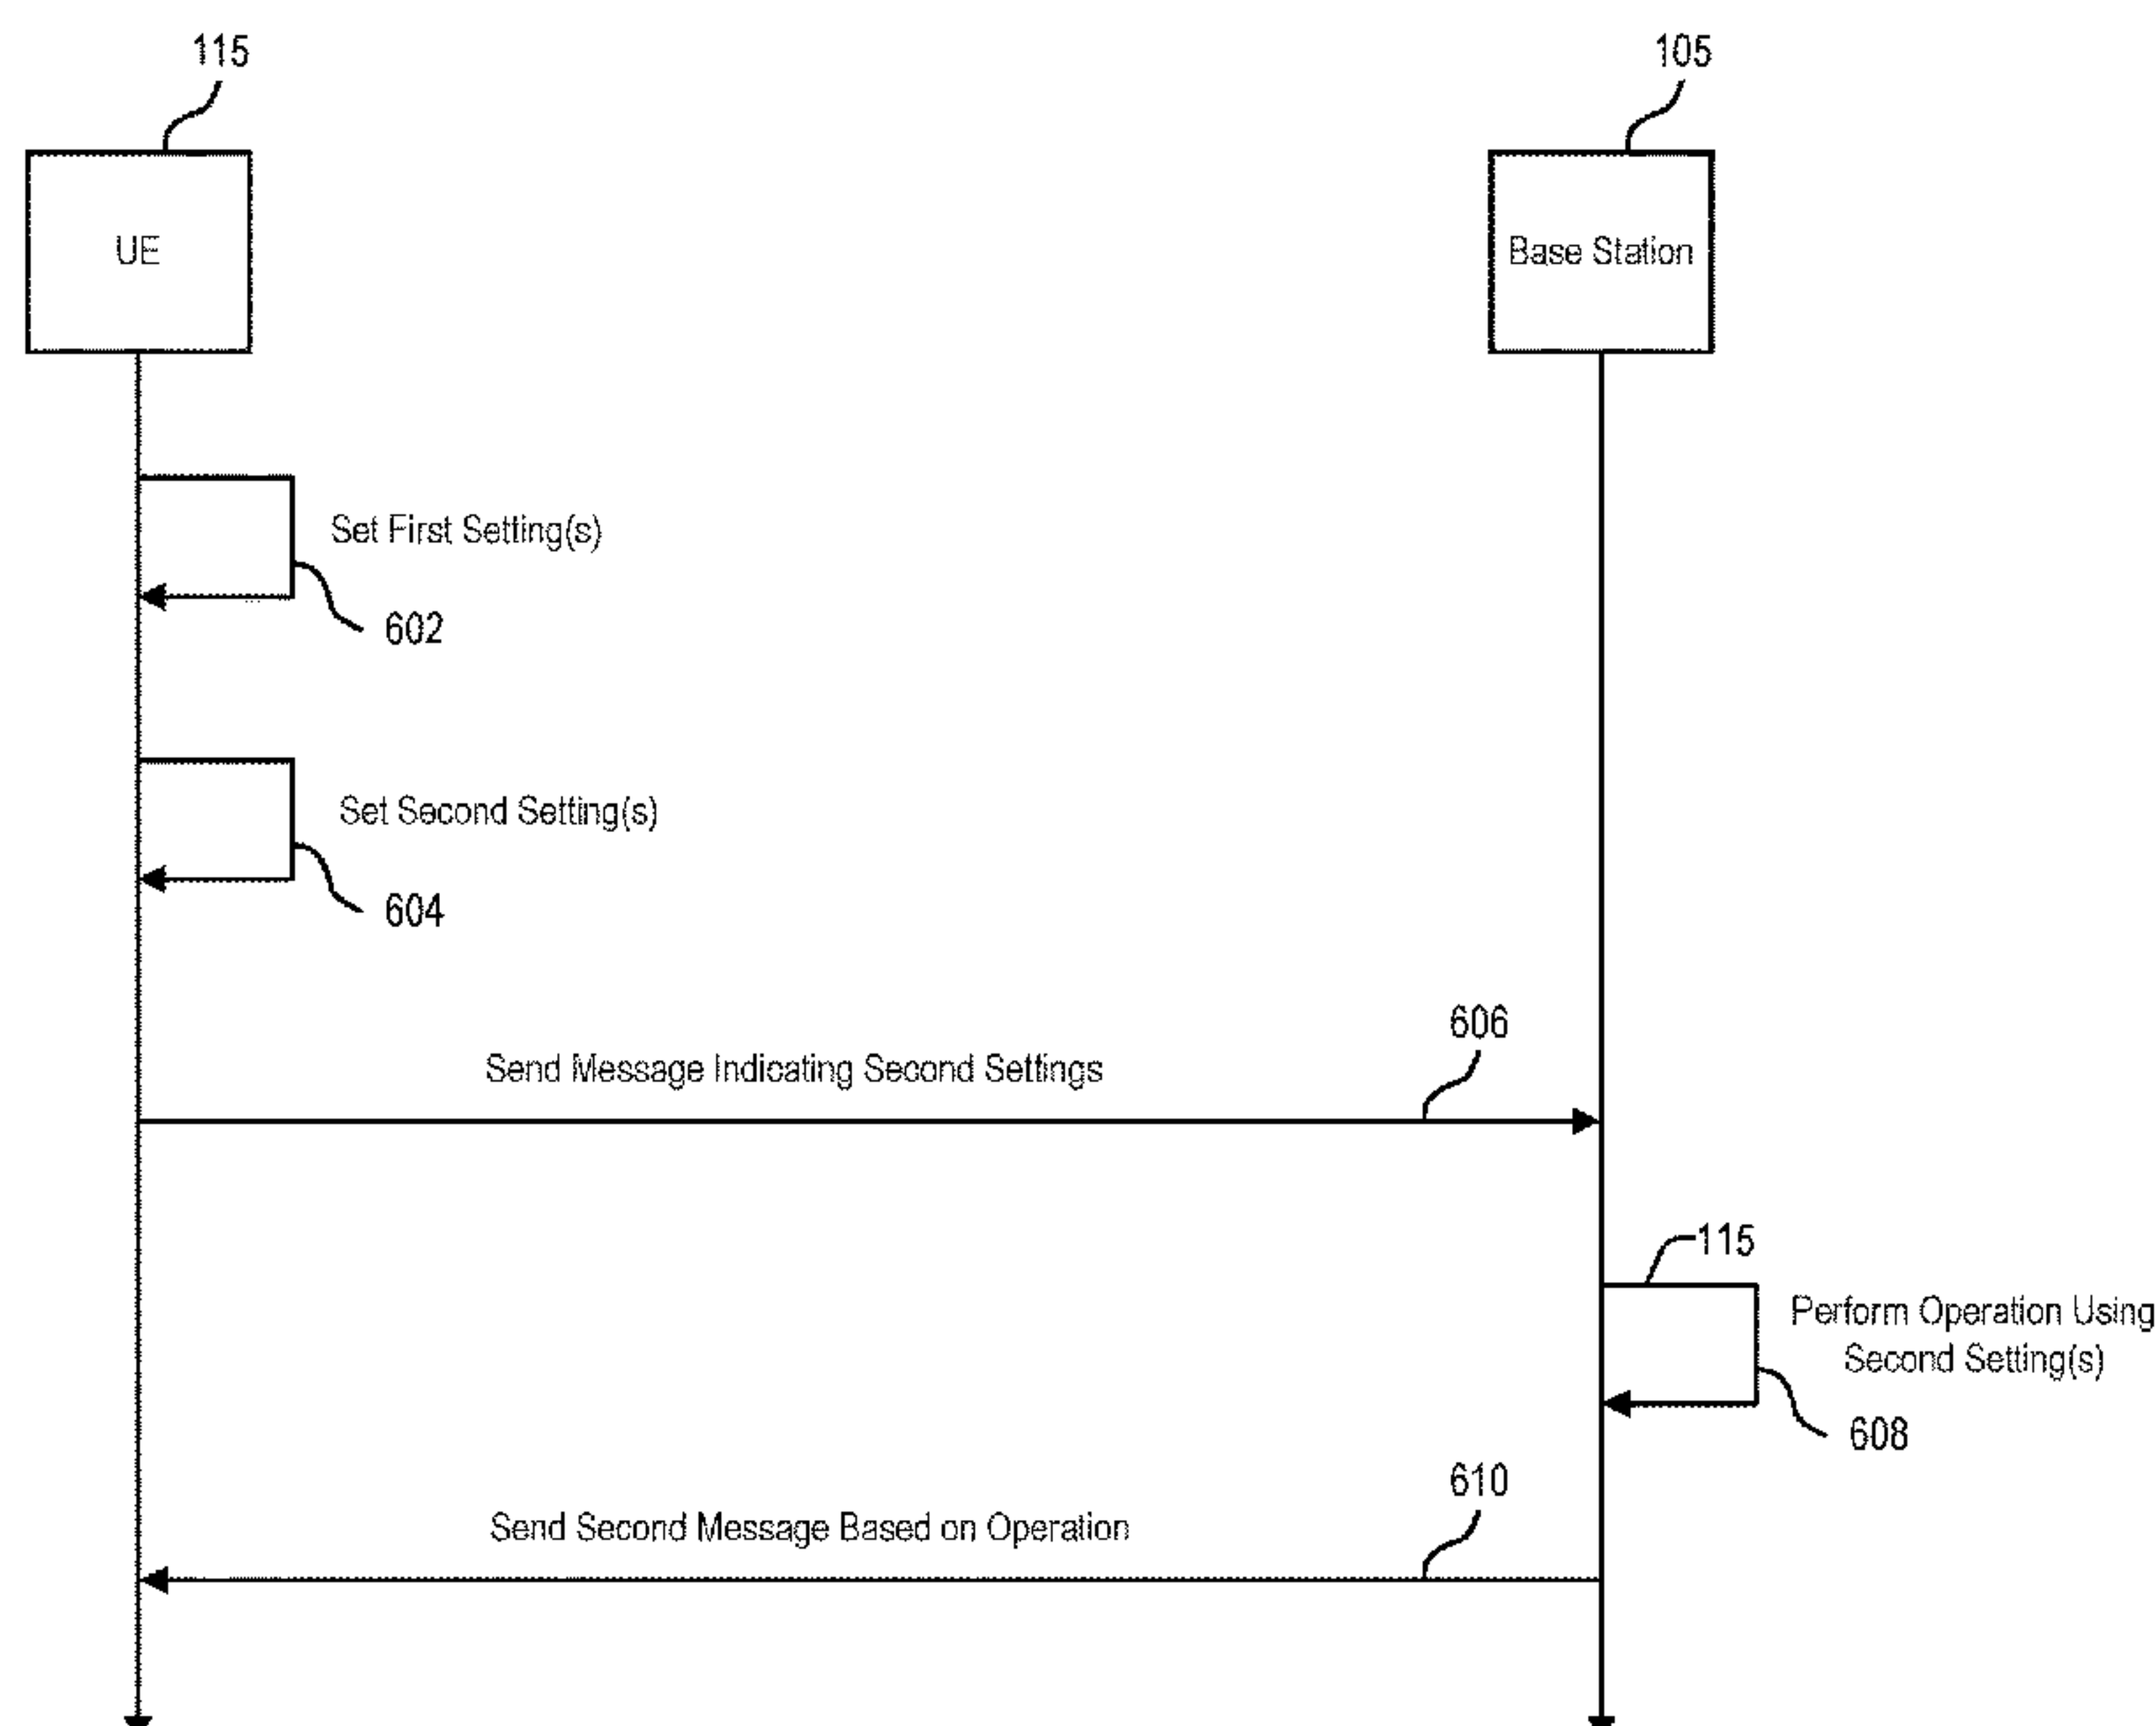 115
105
UE
Base Station
Set First Setting(s)
602
Set Second Setting(s)
604
606
Send Message Indicating Second Settings
115
Perform Operation Using
Second Setting(s)
608
610
Send Second Message Based on Operation